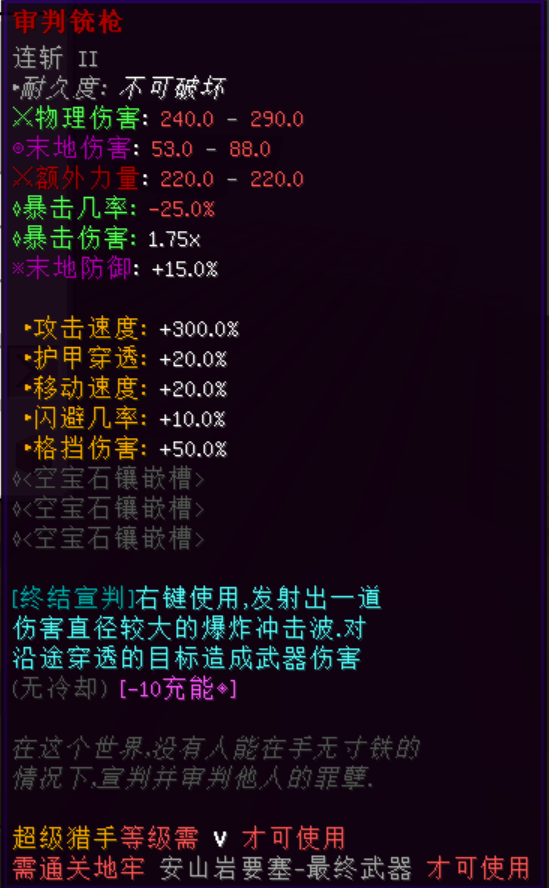 审判铳枪
连斩 II
▸耐久度: 不可破坏
⚔物理伤害: 240.0 - 290.0
◎末地伤害: 53.0 - 88.0
⚔额外力量: 220.0 - 220.0
◊暴击几率: -25.0%
◊暴击伤害: 1.75x
※末地防御: +15.0%
▸攻击速度: +300.0%
▸护甲穿透: +20.0%
▸移动速度: +20.0%
▸闪避几率: +10.0%
▸格挡伤害: +50.0%
◊<空宝石镶嵌槽>
◊<空宝石镶嵌槽>
◊<空宝石镶嵌槽>
[终结宣判]右键使用,发射出一道
伤害直径较大的爆炸冲击波.对
沿途穿透的目标造成武器伤害
(无冷却) [-10充能◈]
在这个世界.没有人能在手无寸铁的
情况下.宣判并审判他人的罪孽.
超级猎手等级需 V 才可使用
需通关地牢 安山岩要塞-最终武器 才可使用